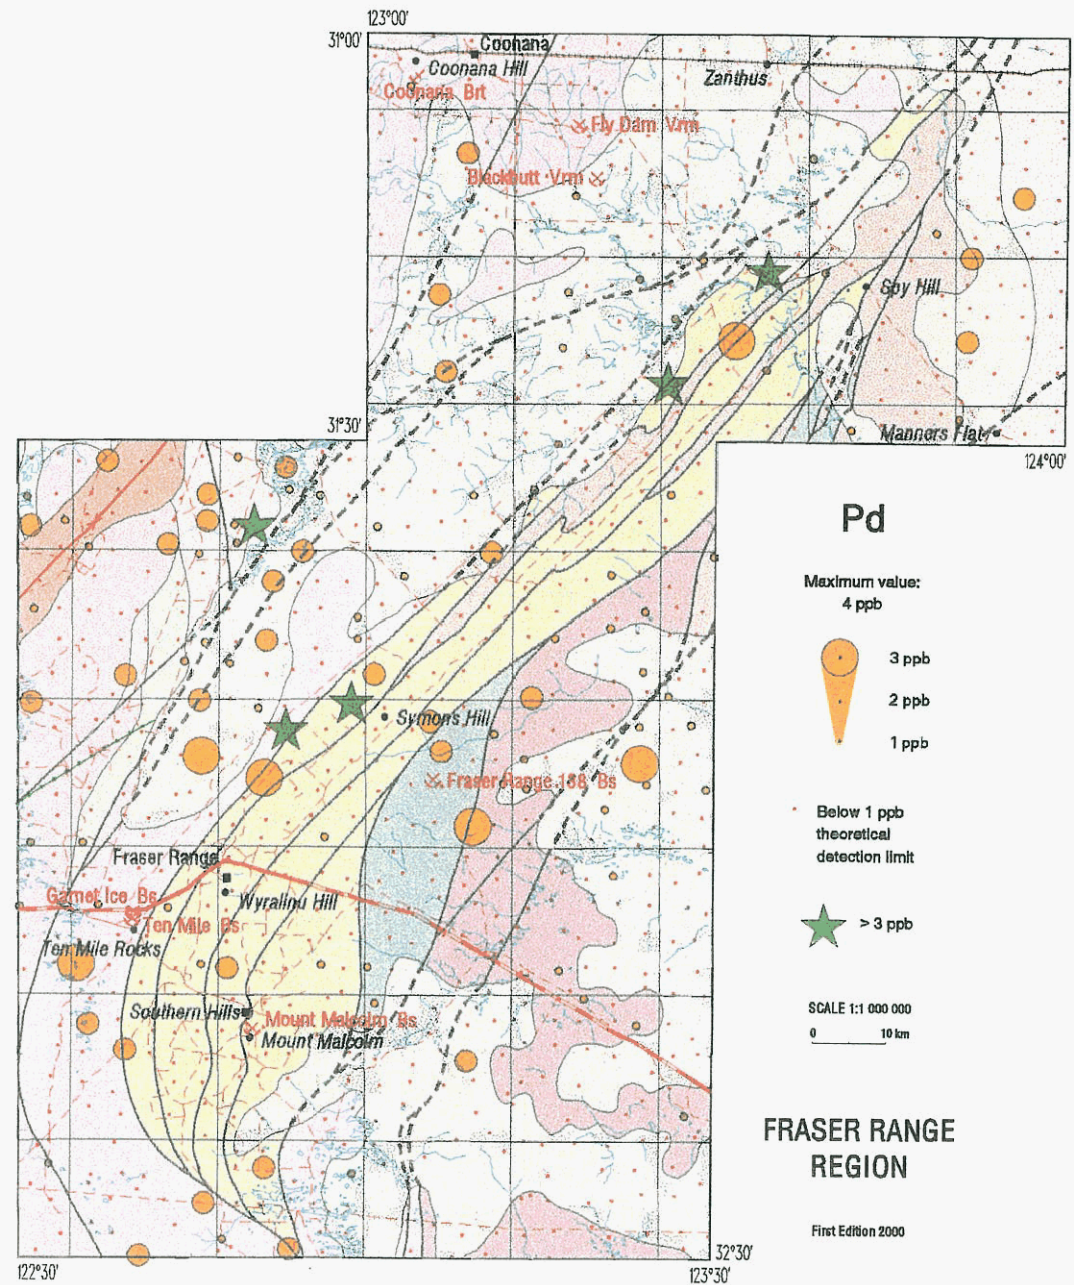 123°00'
31°00'
Coonana
Coonana Hill
Zanthus
Coonana Brt
Fly Dam Vrm
Blackbutt Vrm
Spy Hill
31°30'
Manners Flat
124°00'
Pd
Maximum value:
4 ppb
3 ppb
2 ppb
1 ppb
Symons Hill
Fraser Range 138 Bs
Below 1 ppb
theoretical
detection limit
Fraser Range
Garnet Ice Bs
Wyralinu Hill
Ten Mile Bs
Ten Mile Rocks
> 3 ppb
Southern Hills
Mount Malcolm Bs
Mount Malcolm
SCALE 1:1 000 000
0 10 km
FRASER RANGE
REGION
First Edition 2000
32°30'
122°30'
123°30'